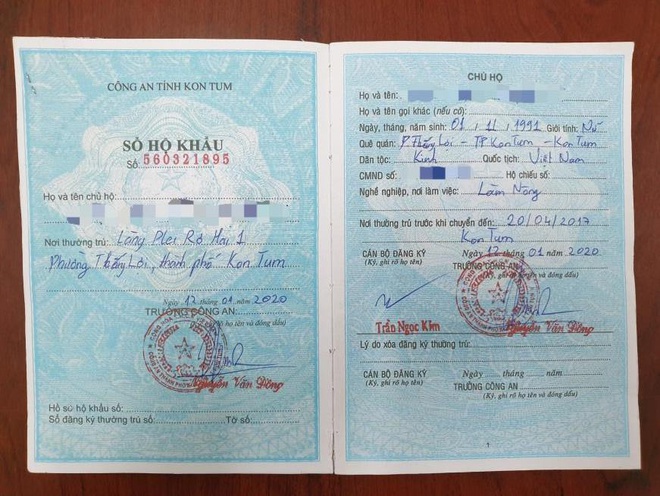 CÔNG AN TỈNH KON TUM
SỔ HỘ KHẨU
Số: 560321895
Họ và tên chủ hộ:
Nơi thường trú: Làng Plei Rơ Hai 1
Phường Thắng Lợi, thành phố Kon Tum
Ngày 12 tháng 01 năm 2020
TRƯỞNG CÔNG AN:
(Ký, ghi rõ họ tên và đóng dấu)
Nguyễn Văn Đông
Hồ sơ hộ khẩu số:
Sổ đăng ký thường trú số: Tờ số:
CHỦ HỘ
Họ và tên:
Họ và tên gọi khác (nếu có):
Ngày, tháng, năm sinh: 01 / 11 / 1991 Giới tính: Nữ
Quê quán: P. Thắng Lợi - TP Kon Tum - Kon Tum
Dân tộc: Kinh Quốc tịch: Việt Nam
CMND số: Hộ chiếu số:
Nghề nghiệp, nơi làm việc: Làm Nông
Nơi thường trú trước khi chuyển đến: 20/04/2017
Kon Tum
Ngày 12 tháng 01 năm 2020
CÁN BỘ ĐĂNG KÝ TRƯỞNG CÔNG AN
(Ký, ghi rõ họ tên) (Ký, ghi rõ họ tên và đóng dấu)
Trần Ngọc Kim Nguyễn Văn Đông
Lý do xóa đăng ký thường trú:
Ngày tháng năm
CÁN BỘ ĐĂNG KÝ TRƯỞNG CÔNG AN
(Ký, ghi rõ họ tên) (Ký, ghi rõ họ tên và đóng dấu)
1